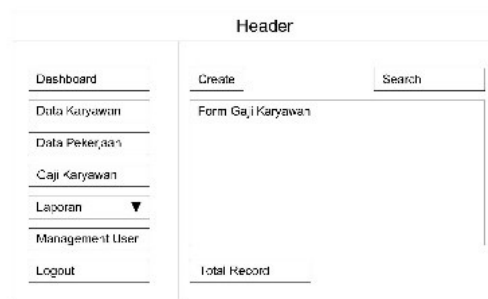 Header
Dashboard
Data Karyawan
Data Pekerjaan
Gaji Karyawan
Laporan
Management User
Logout
Create
Search
Form Gaji Karyawan
Total Record